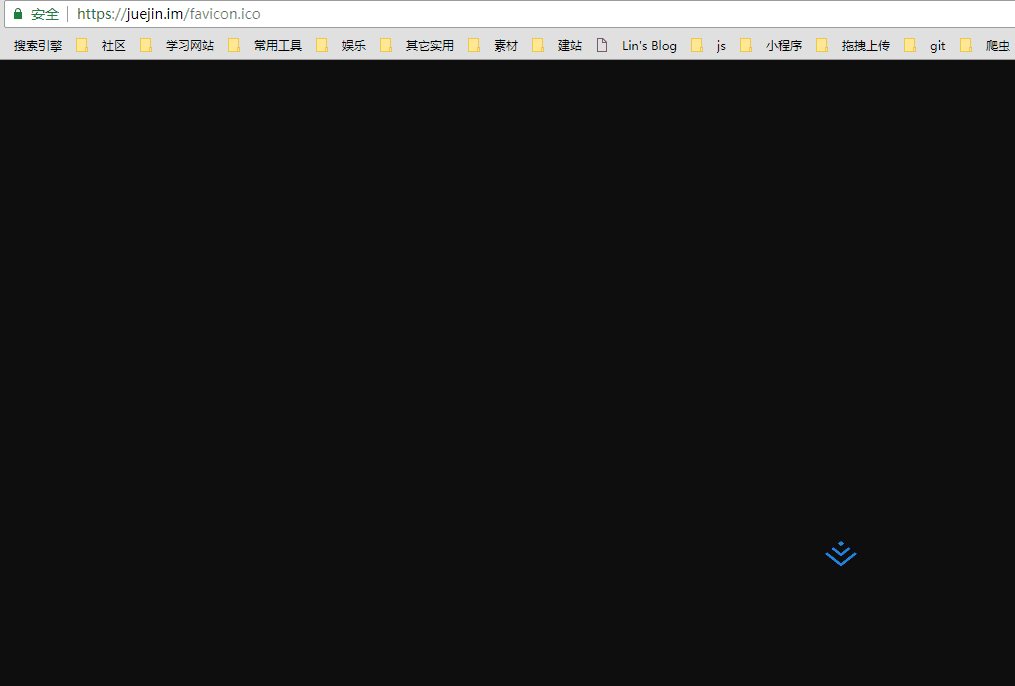 安全 https://juejin.im/favicon.ico
搜索引擎 社区 学习网站 常用工具 娱乐 其它实用 素材 建站 Lin's Blog js 小程序 拖拽上传 git 爬虫